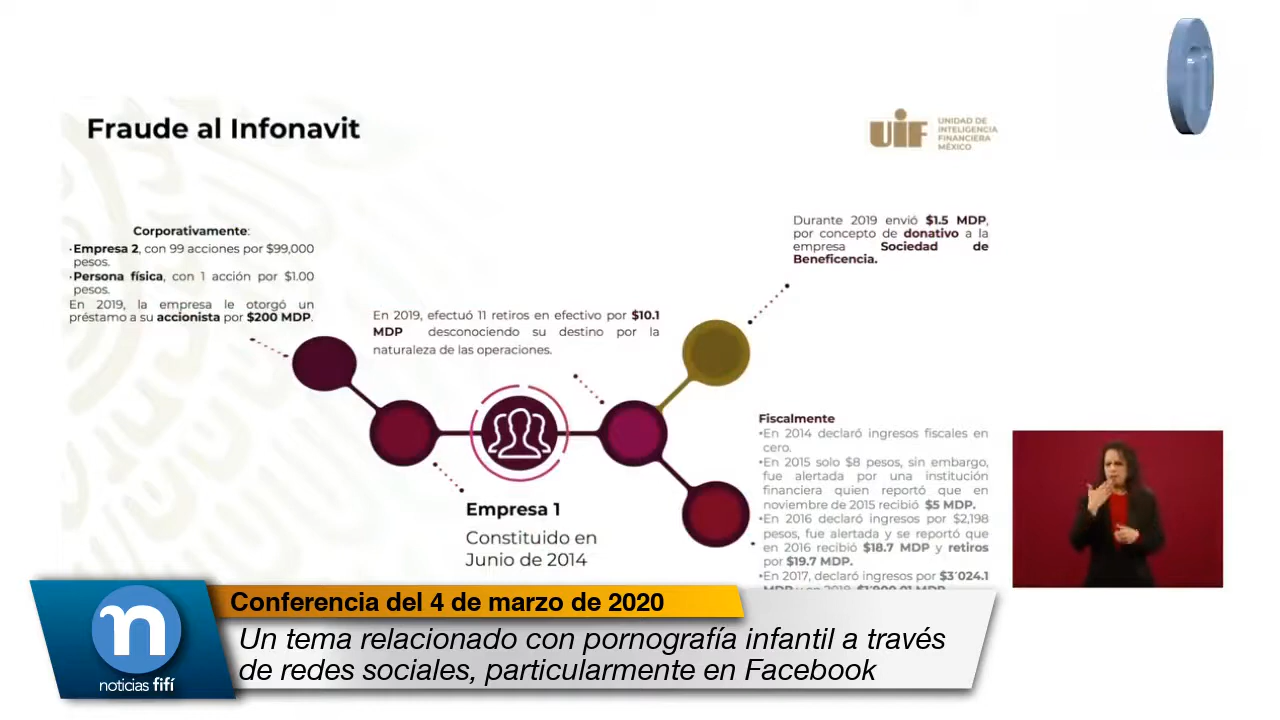 Fraude al Infonavit
UIF
UNIDAD DE
INTELIGENCIA
FINANCIERA
MÉXICO
Corporativamente:
·Empresa 2, con 99 acciones por $99,000
pesos.
·Persona física, con 1 acción por $1.00
pesos.
En 2019, la empresa le otorgó un
préstamo a su accionista por $200 MDP.
En 2019, efectuó 11 retiros en efectivo por $10.1
MDP desconociendo su destino por la
naturaleza de las operaciones.
Durante 2019 envió $1.5 MDP,
por concepto de donativo a la
empresa Sociedad de
Beneficencia.
Empresa 1
Constituido en
Junio de 2014
Fiscalmente
•En 2014 declaró ingresos fiscales en
cero.
•En 2015 solo $8 pesos, sin embargo,
fue alertada por una institución
financiera quien reportó que en
noviembre de 2015 recibió $5 MDP.
•En 2016 declaró ingresos por $2,198
pesos, fue alertada y se reportó que
en 2016 recibió $18.7 MDP y retiros
por $19.7 MDP.
•En 2017, declaró ingresos por $3´024.1
n
noticias fifí
Conferencia del 4 de marzo de 2020
Un tema relacionado con pornografía infantil a través
de redes sociales, particularmente en Facebook